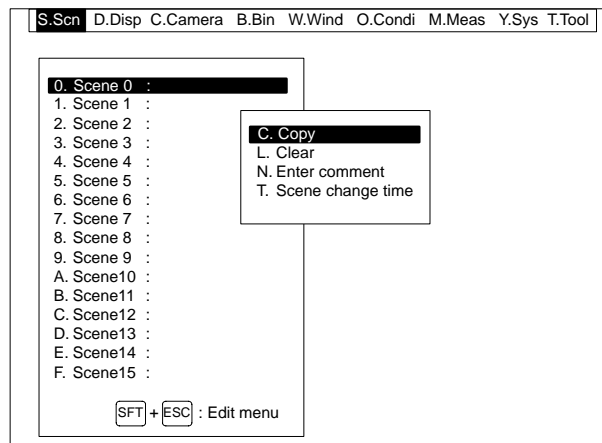 S.Scn D.Disp C.Camera B.Bin W.Wind O.Condi M.Meas Y.Sys T.Tool
0. Scene 0 :
1. Scene 1 :
2. Scene 2 :
3. Scene 3 :
4. Scene 4 :
5. Scene 5 :
6. Scene 6 :
7. Scene 7 :
8. Scene 8 :
9. Scene 9 :
A. Scene10 :
B. Scene11 :
C. Scene12 :
D. Scene13 :
E. Scene14 :
F. Scene15 :
SFT + ESC : Edit menu
C. Copy
L. Clear
N. Enter comment
T. Scene change time